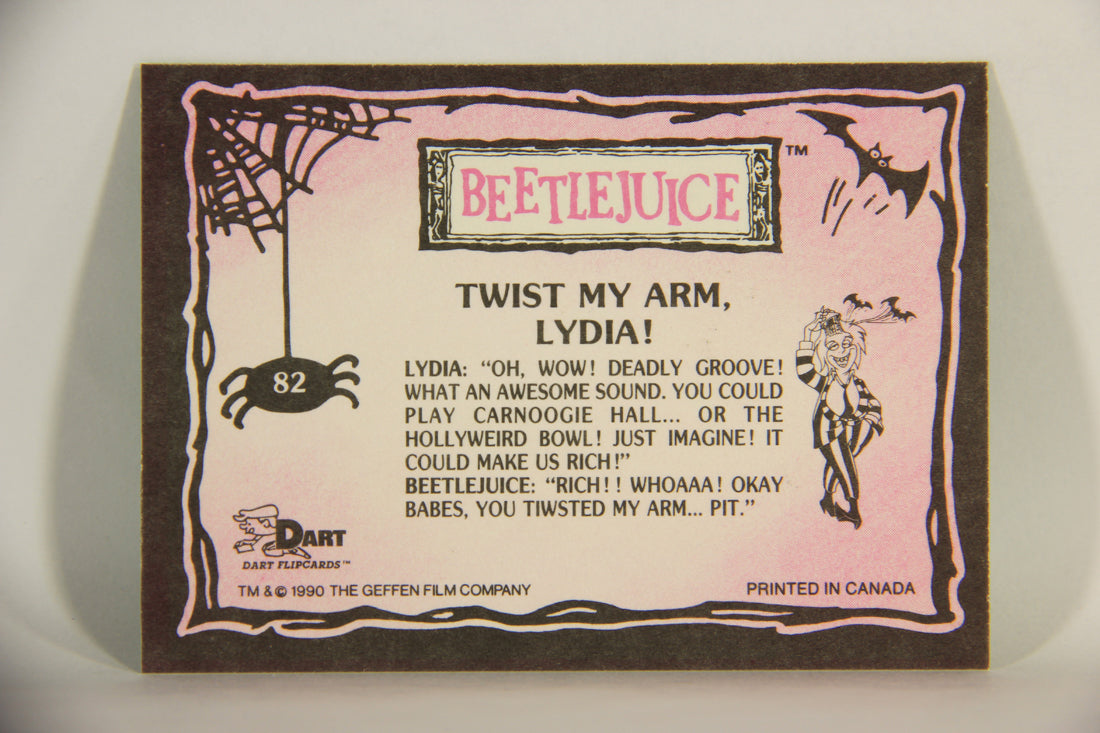 BEETLEJUICE ™
TWIST MY ARM,
LYDIA!
LYDIA: “OH, WOW! DEADLY GROOVE!
WHAT AN AWESOME SOUND. YOU COULD
PLAY CARNOOGIE HALL... OR THE
HOLLYWEIRD BOWL! JUST IMAGINE! IT
COULD MAKE US RICH!”
BEETLEJUICE: “RICH!! WHOAAA! OKAY
BABES, YOU TIWSTED MY ARM... PIT.”
82
DART
DART FLIPCARDS™
TM & © 1990 THE GEFFEN FILM COMPANY
PRINTED IN CANADA